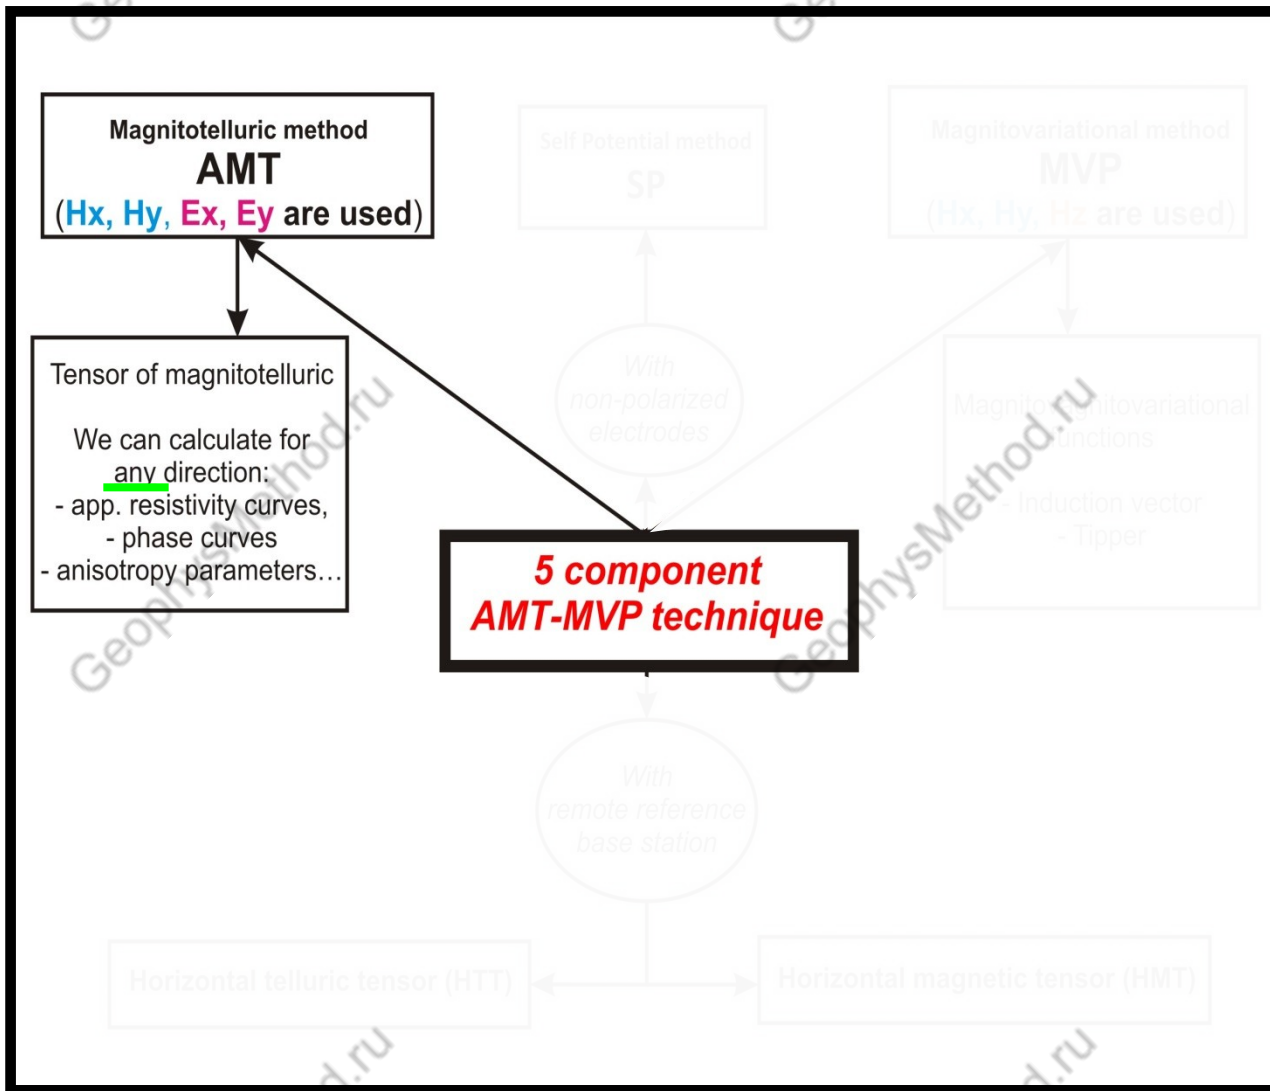 Magnitotelluric method
AMT
(Hx, Hy, Ex, Ey are used)
Self Potential method
SP
Magnitovariational method
MVP
(Hx, Hy, Hz are used)
Tensor of magnitotelluric
We can calculate for
any direction:
- app. resistivity curves,
- phase curves
- anisotropy parameters…
With
non-polarized
electrodes
Magnitovagnitovariational
functions
- Induction vector
- Tipper
5 component
AMT-MVP technique
With
remote reference
base station
Horizontal telluric tensor (HTT)
Horizontal magnetic tensor (HMT)
GeophysMethod.ru
GeophysMethod.ru